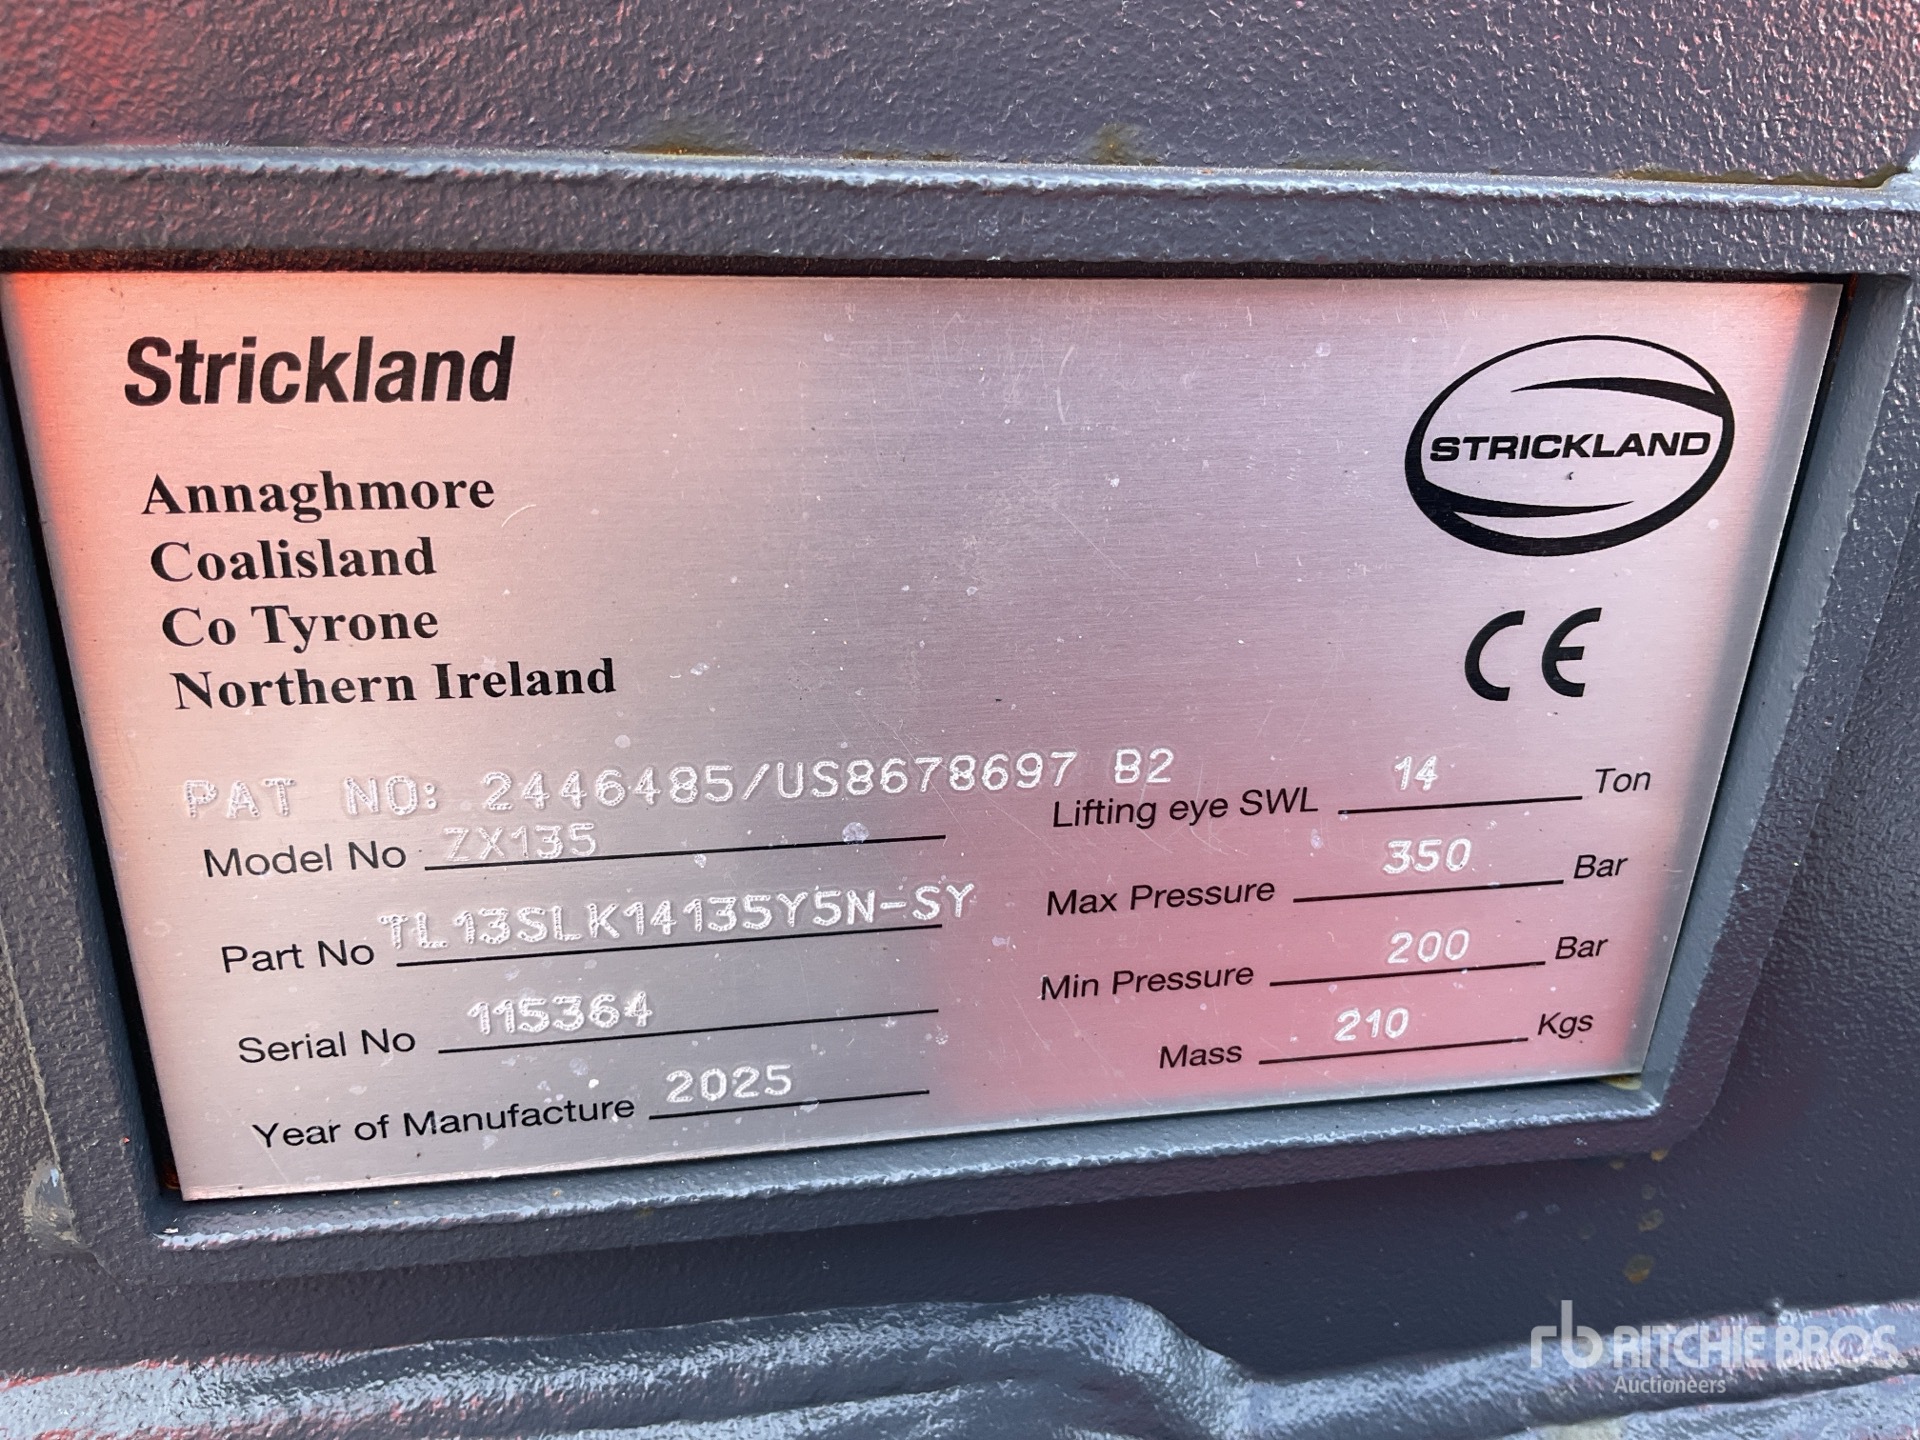 Strickland
STRICKLAND
Annaghmore
Coalisland
Co Tyrone
Northern Ireland
CE
PAT NO: 2446485/US8678697 B2
Model No ZX135
Part No TL13SLK14135Y5N-SY
Serial No 115364
Year of Manufacture 2025
Lifting eye SWL 14 Ton
Max Pressure 350 Bar
Min Pressure 200 Bar
Mass 210 Kgs
rb RITCHIE BROS.
Auctioneers